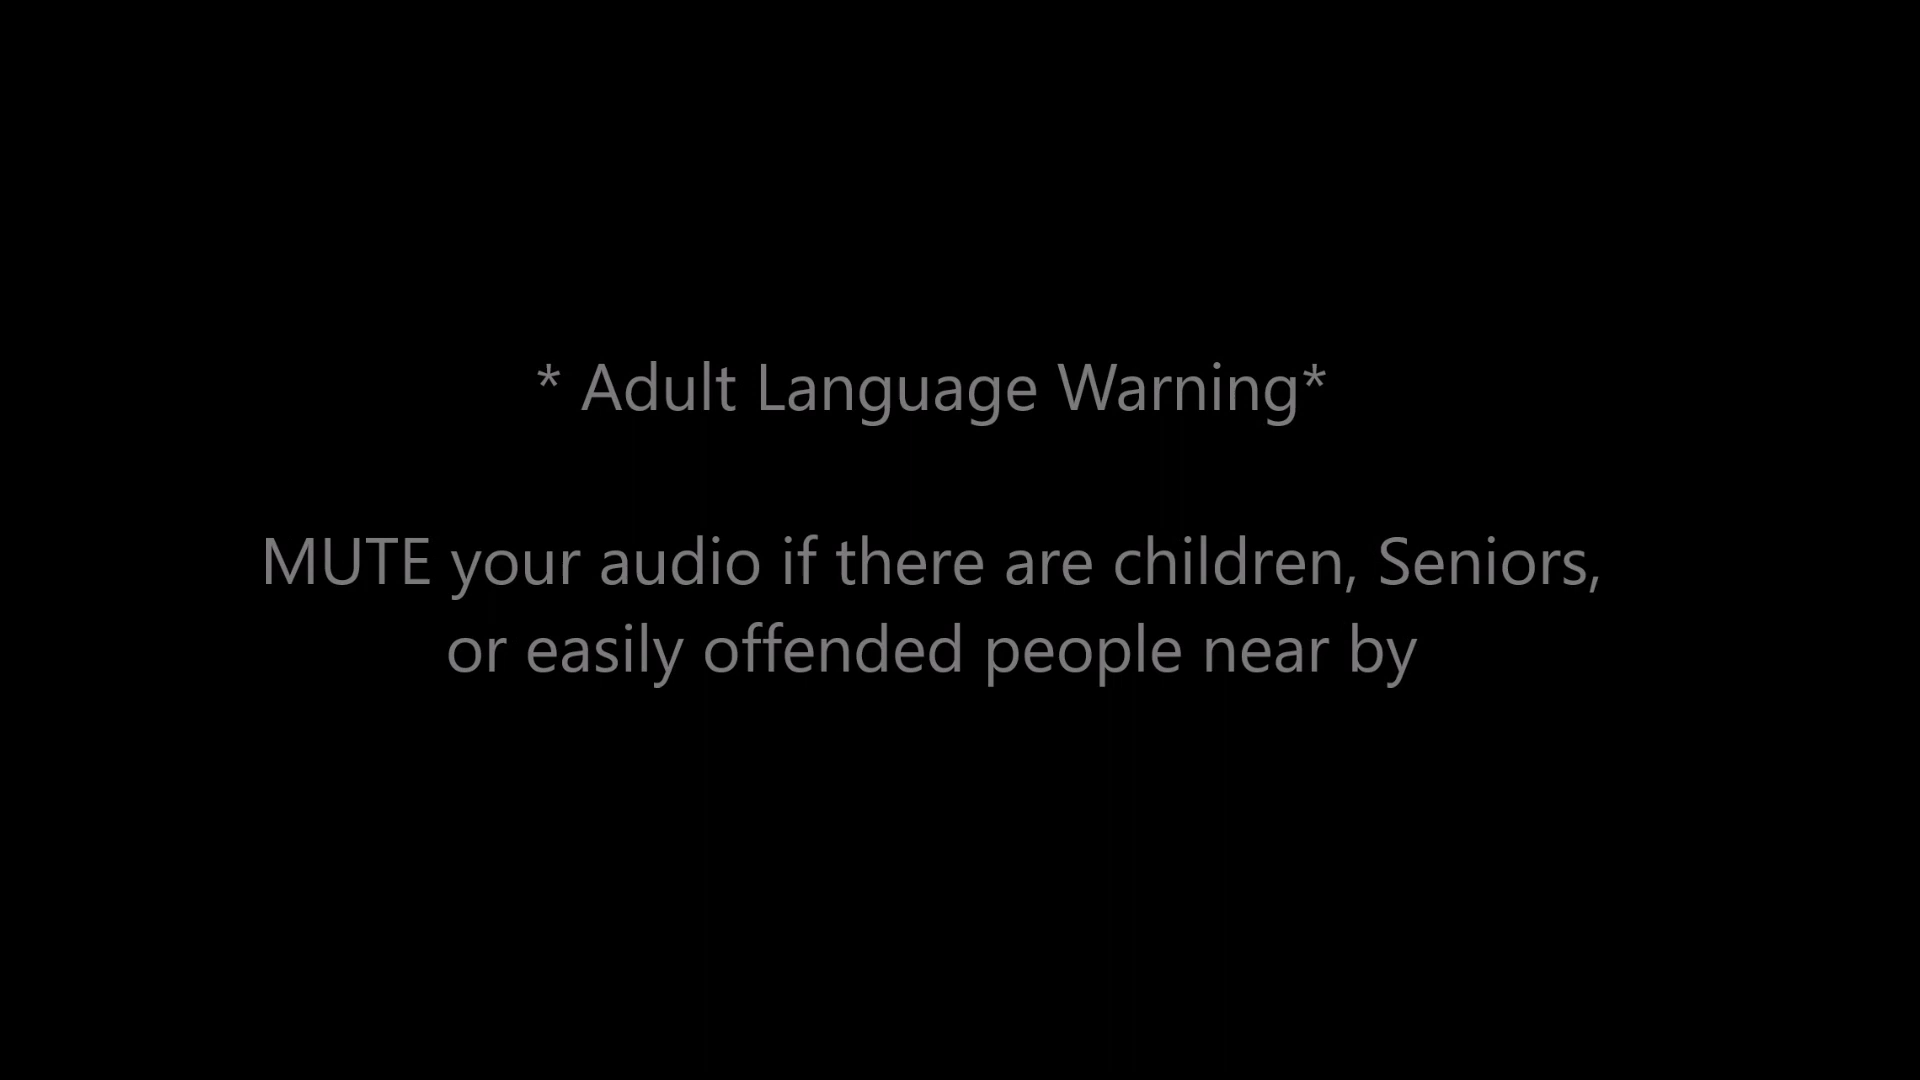 * Adult Language Warning*
MUTE your audio if there are children, Seniors,
or easily offended people near by